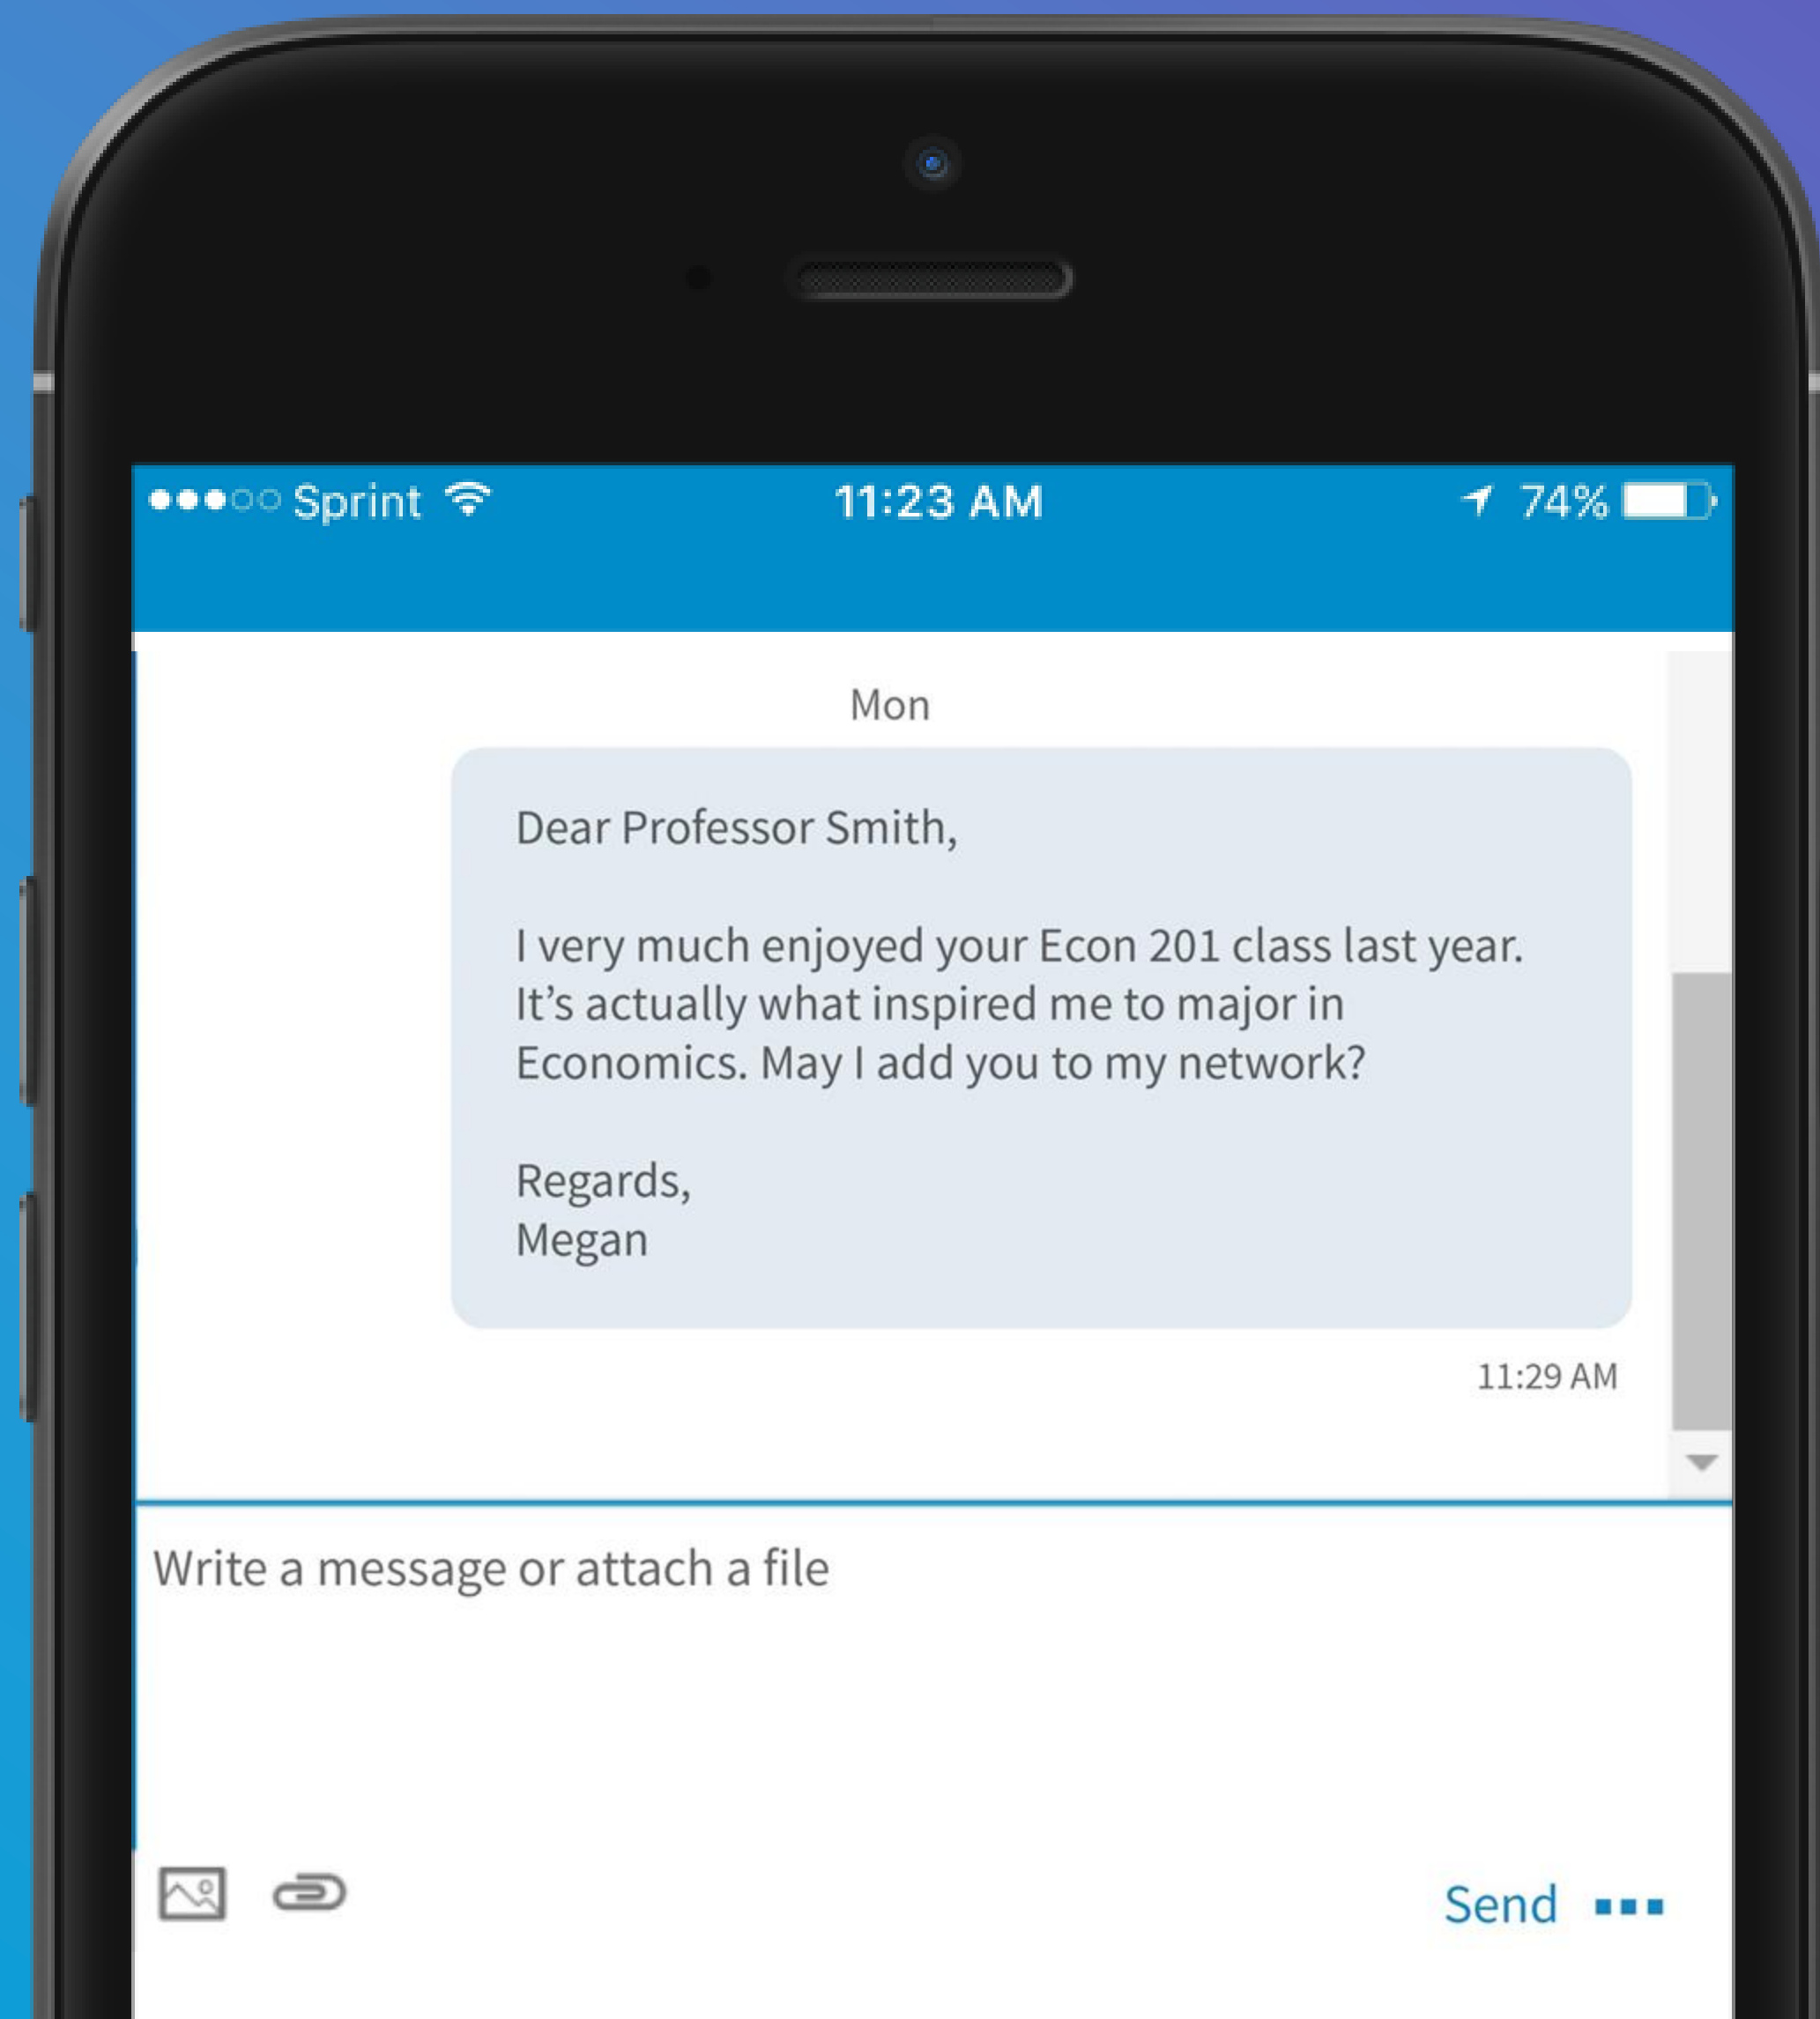 Sprint 11:23 AM 74%
Mon
Dear Professor Smith,
I very much enjoyed your Econ 201 class last year.
It’s actually what inspired me to major in
Economics. May I add you to my network?
Regards,
Megan
11:29 AM
Write a message or attach a file
Send